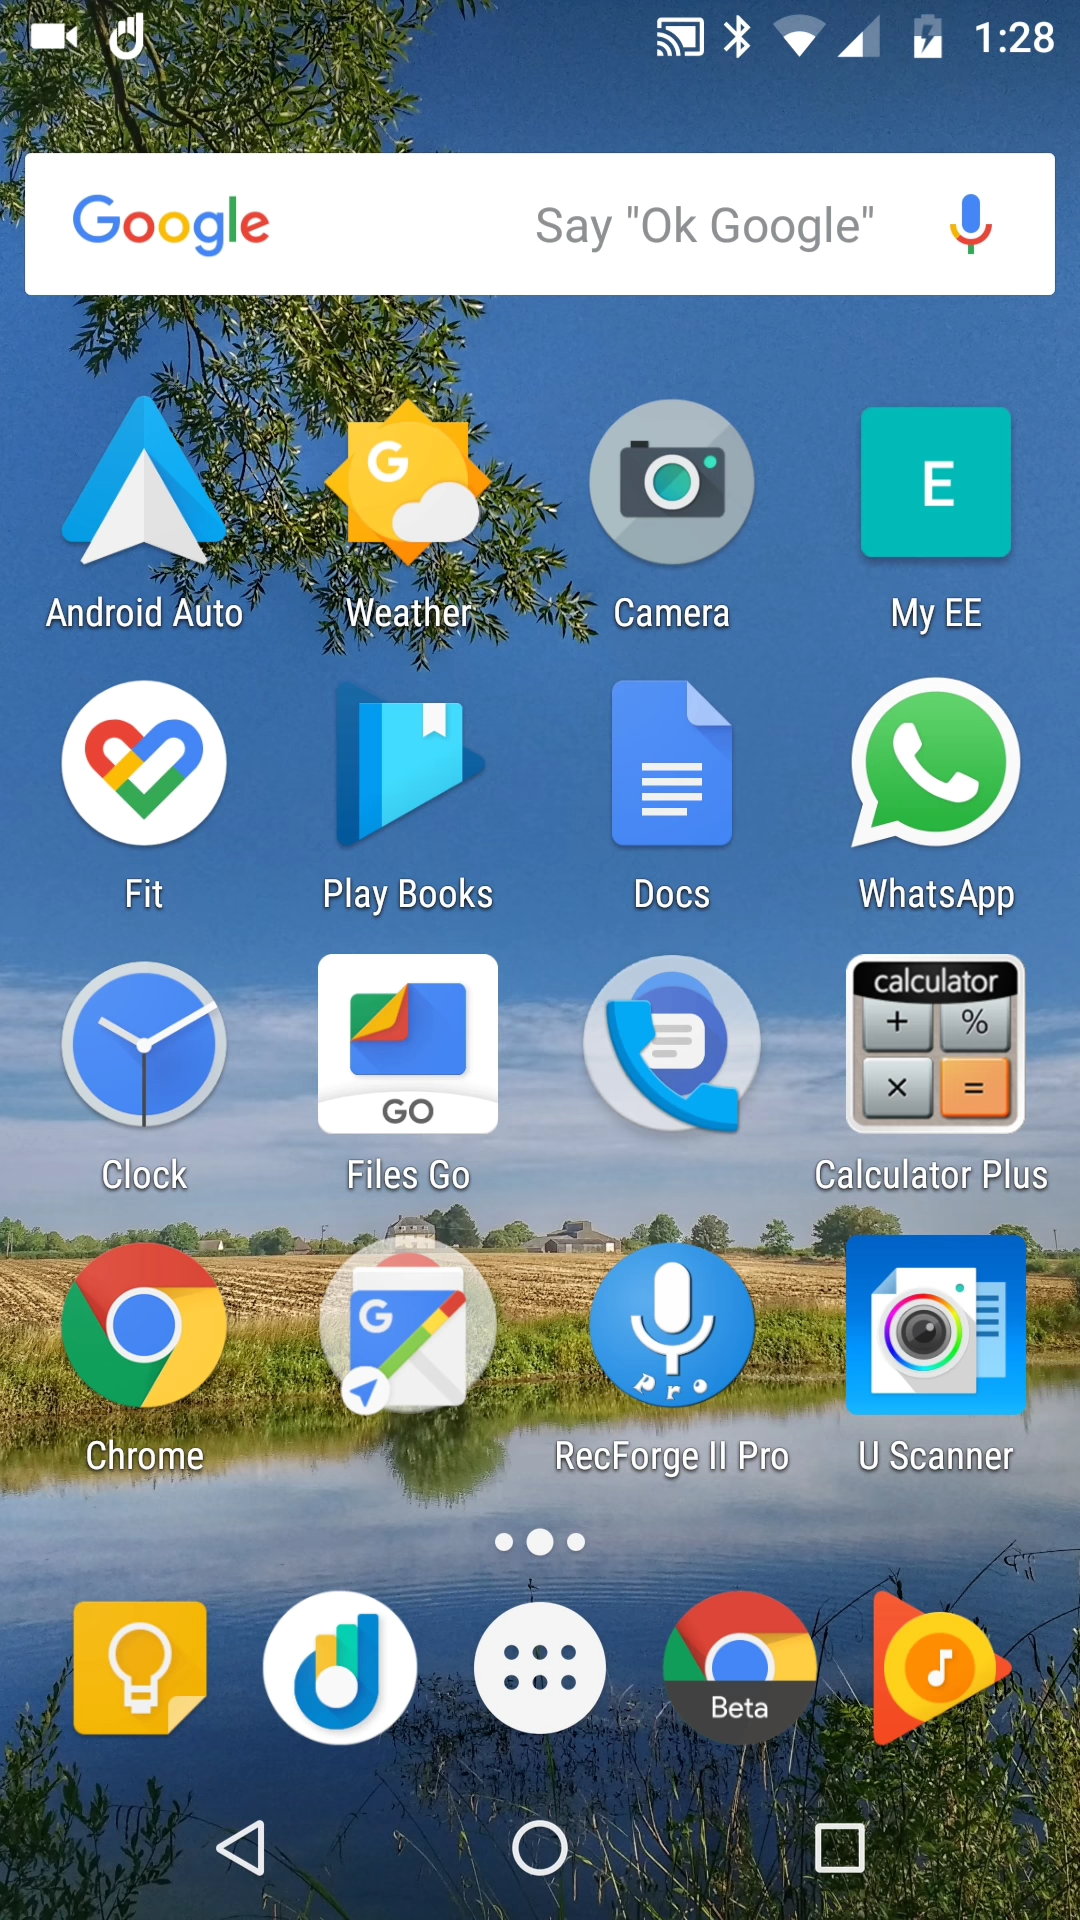 1:28
Google Say "Ok Google"
G
E
Android Auto Weather Camera My EE
Fit Play Books Docs WhatsApp
calculator
+ %
GO
× =
Clock Files Go Calculator Plus
G
Pro
Chrome RecForge II Pro U Scanner
Beta